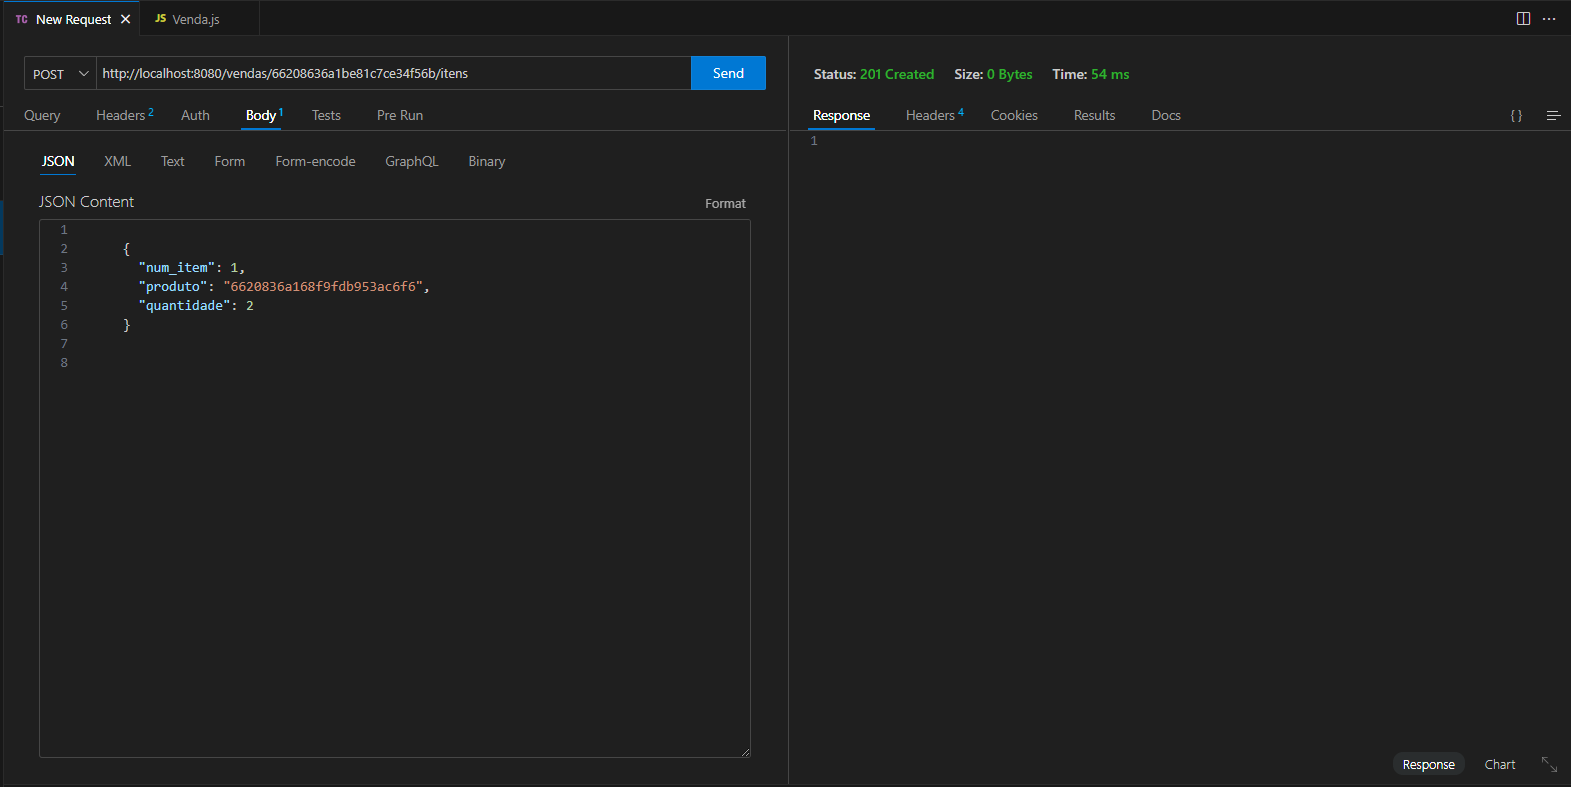 TC New Request
JS Venda.js
POST http://localhost:8080/vendas/66208636a1be81c7ce34f56b/itens Send
Query Headers 2 Auth Body 1 Tests Pre Run
JSON XML Text Form Form-encode GraphQL Binary
JSON Content
Format
1
2 {
3 "num_item": 1,
4 "produto": "6620836a168f9fdb953ac6f6",
5 "quantidade": 2
6 }
7
8
Status: 201 Created Size: 0 Bytes Time: 54 ms
Response Headers 4 Cookies Results Docs { }
1
Response Chart